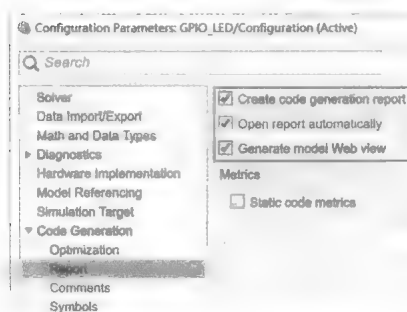 Configuration Parameters: GPIO_LED/Configuration (Active)
Search
Solver
Data Import/Export
Math and Data Types
Diagnostics
Hardware Implementation
Model Referencing
Simulation Target
Code Generation
Optimization
Report
Comments
Symbols
Create code generation report
Open report automatically
Generate model Web view
Metrics
Static code metrics